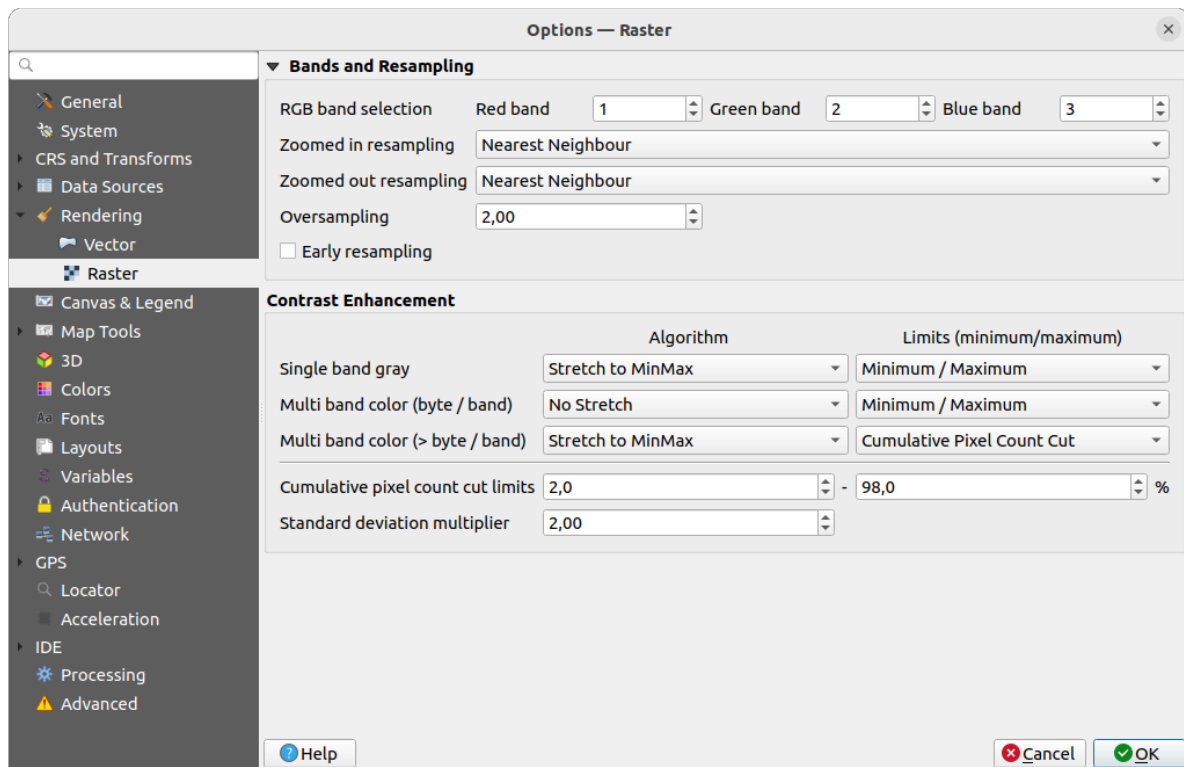 Options — Raster
General
System
CRS and Transforms
Data Sources
Rendering
Vector
Raster
Canvas & Legend
Map Tools
3D
Colors
Aa Fonts
Layouts
Variables
Authentication
Network
GPS
Locator
Acceleration
IDE
Processing
Advanced
Bands and Resampling
RGB band selection Red band 1 Green band 2 Blue band 3
Zoomed in resampling Nearest Neighbour
Zoomed out resampling Nearest Neighbour
Oversampling 2,00
Early resampling
Contrast Enhancement
Algorithm Limits (minimum/maximum)
Single band gray Stretch to MinMax Minimum / Maximum
Multi band color (byte / band) No Stretch Minimum / Maximum
Multi band color (> byte / band) Stretch to MinMax Cumulative Pixel Count Cut
Cumulative pixel count cut limits 2,0 - 98,0 %
Standard deviation multiplier 2,00
Help Cancel OK